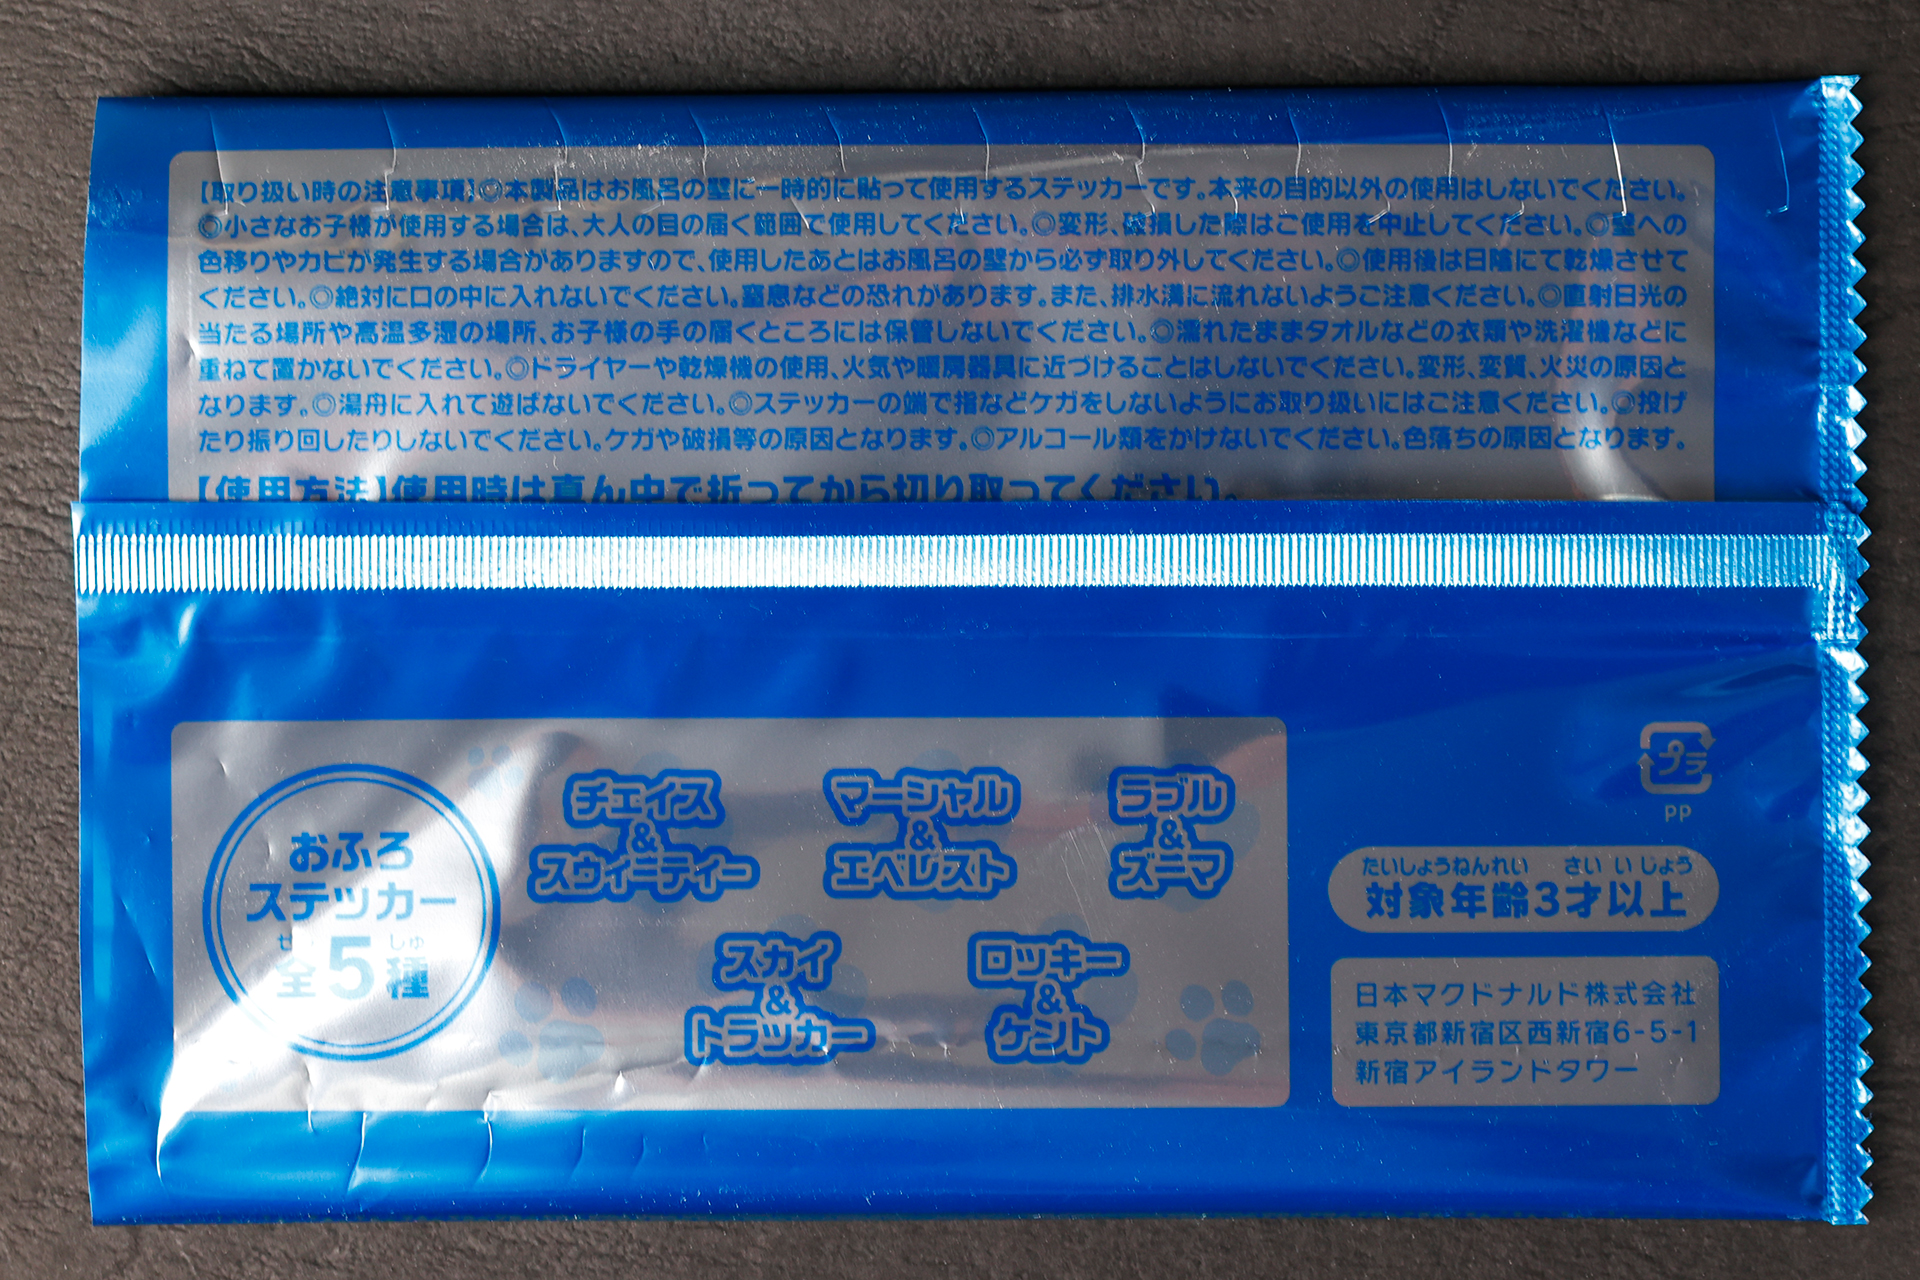 【取り扱い時の注意事項】◎本製品はお風呂の壁に一時的に貼って使用するステッカーです。本来の目的以外の使用はしないでください。
◎小さなお子様が使用する場合は、大人の目の届く範囲で使用してください。◎変形、破損した際はご使用を中止してください。◎壁への
色移りやカビが発生する場合がありますので、使用したあとはお風呂の壁から必ず取り外してください。◎使用後は日陰にて乾燥させて
ください。◎絶対に口の中に入れないでください。窒息などの恐れがあります。また、排水溝に流れないようご注意ください。◎直射日光の
当たる場所や高温多湿の場所、お子様の手の届くところには保管しないでください。◎濡れたままタオルなどの衣類や洗濯機などに
重ねて置かないでください。◎ドライヤーや乾燥機の使用、火気や暖房器具に近づけることはしないでください。変形、変質、火災の原因と
なります。◎湯舟に入れて遊ばないでください。◎ステッカーの端で指などケガをしないようにお取り扱いにはご注意ください。◎投げ
たり振り回したりしないでください。ケガや破損等の原因となります。◎アルコール類をかけないでください。色落ちの原因となります。
【使用方法】使用時は真ん中で折ってから切り取ってください。
おふろ
ステッカー
ぜん しゅ
全5種
チェイス
&
スウィーティー
マーシャル
&
エベレスト
ラブル
&
ズーマ
スカイ
&
トラッカー
ロッキー
&
ケント
プラ
PP
たいしょうねんれい さい いじょう
対象年齢3才以上
日本マクドナルド株式会社
東京都新宿区西新宿6-5-1
新宿アイランドタワー